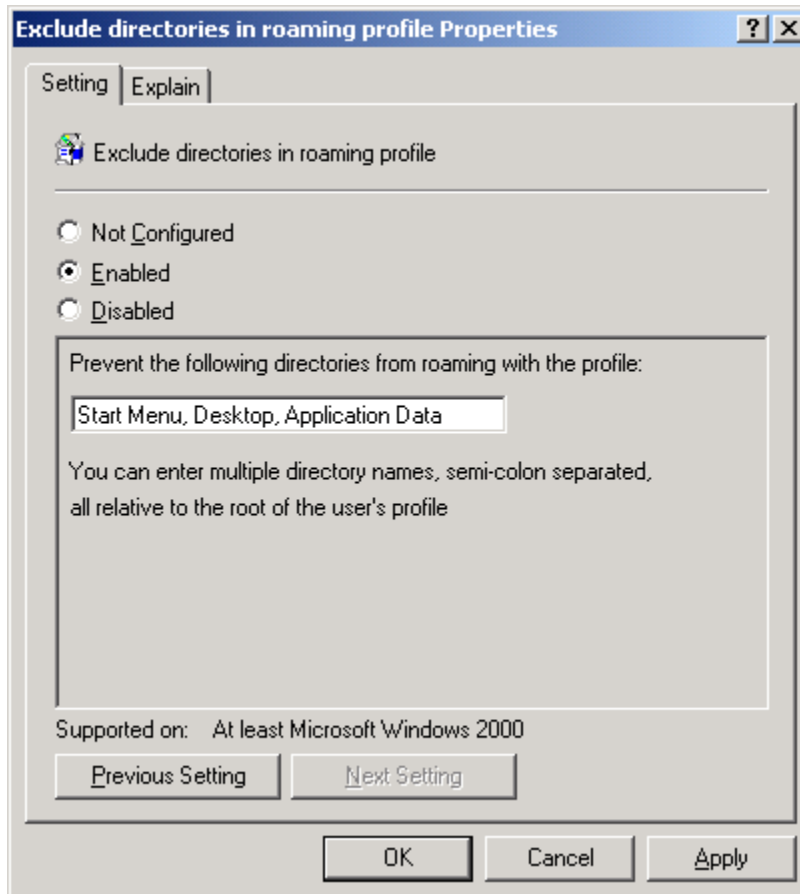 Exclude directories in roaming profile Properties
Setting
Explain
Exclude directories in roaming profile
Not Configured
Enabled
Disabled
Prevent the following directories from roaming with the profile:
Start Menu, Desktop, Application Data
You can enter multiple directory names, semi-colon separated,
all relative to the root of the user's profile
Supported on: At least Microsoft Windows 2000
Previous Setting
Next Setting
OK
Cancel
Apply